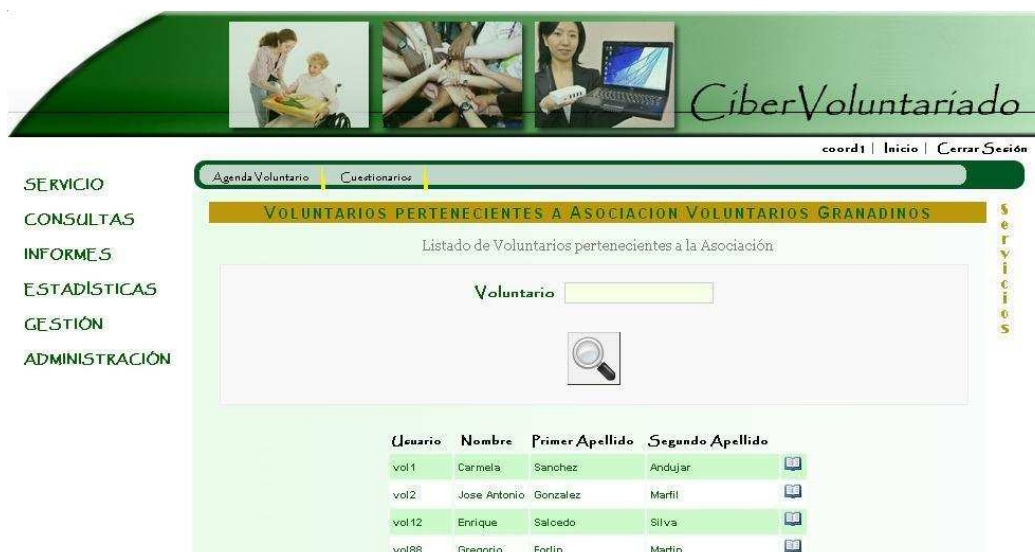 CiberVoluntariado
coord1 | Inicio | Cerrar Sesión
SERVICIO
CONSULTAS
INFORMES
ESTADÍSTICAS
GESTIÓN
ADMINISTRACIÓN
Agenda Voluntario Cuestionarios
VOLUNTARIOS PERTENECIENTES A ASOCIACION VOLUNTARIOS GRANADINOS
Servicios
Listado de Voluntarios pertenecientes a la Asociación
Voluntario
Usuario Nombre Primer Apellido Segundo Apellido
vol1 Carmela Sanchez Andujar
vol2 Jose Antonio Gonzalez Marfil
vol12 Enrique Salcedo Silva
vol88 Gregorio Forlin Martin